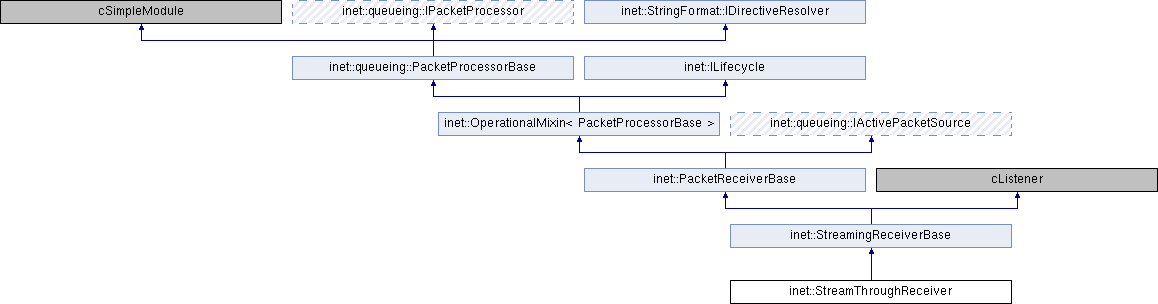 cSimpleModule
inet::queueing::IPacketProcessor
inet::StringFormat::IDirectiveResolver
inet::queueing::PacketProcessorBase
inet::ILifecycle
inet::OperationalMixin< PacketProcessorBase >
inet::queueing::IActivePacketSource
inet::PacketReceiverBase
cListener
inet::StreamingReceiverBase
inet::StreamThroughReceiver